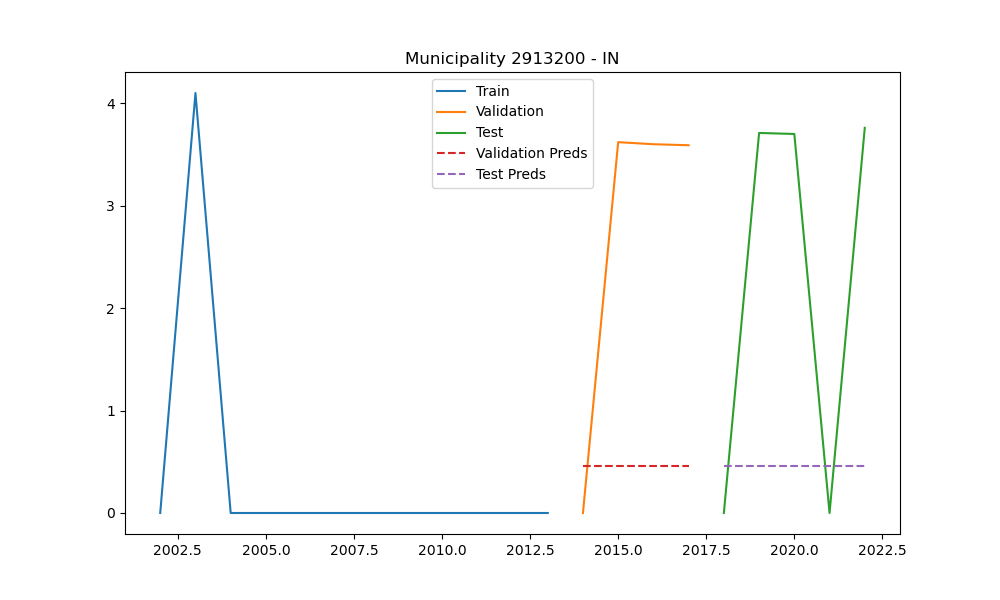 Municipality 2913200 - IN
Train
Validation
Test
Validation Preds
Test Preds
4
3
2
1
0
2002.5 2005.0 2007.5 2010.0 2012.5 2015.0 2017.5 2020.0 2022.5